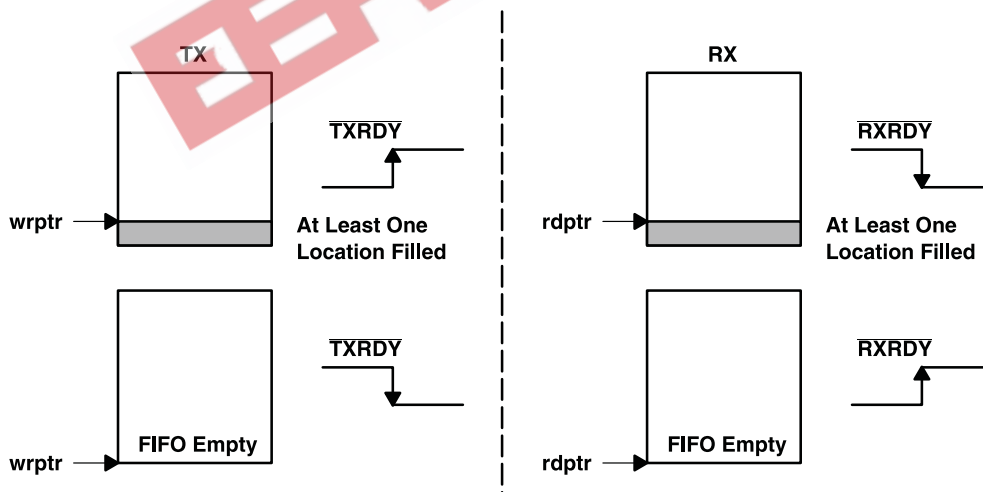 TX
TXRDY
wrptr
At Least One
Location Filled
TXRDY
FIFO Empty
wrptr
RX
RXRDY
rdptr
At Least One
Location Filled
RXRDY
FIFO Empty
rdptr